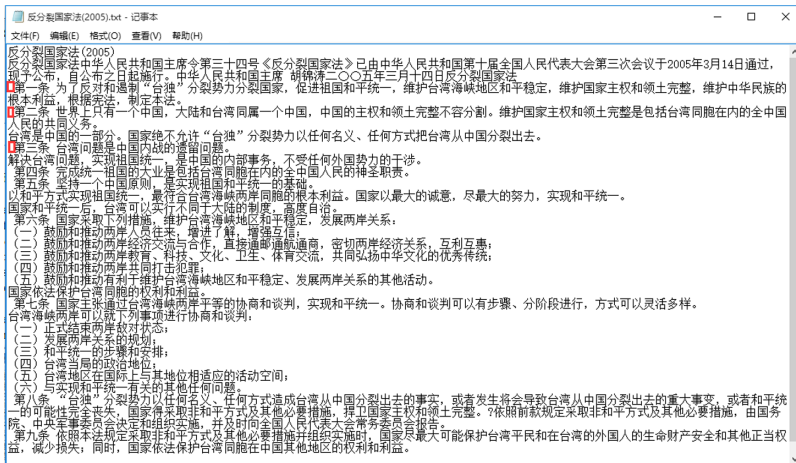 反分裂国家法(2005).txt - 记事本
文件(F) 编辑(E) 格式(O) 查看(V) 帮助(H)
反分裂国家法(2005)
反分裂国家法中华人民共和国主席令第三十四号《反分裂国家法》已由中华人民共和国第十届全国人民代表大会第三次会议于2005年3月14日通过，
现予公布，自公布之日起施行。中华人民共和国主席 胡锦涛二〇〇五年三月十四日反分裂国家法
第一条 为了反对和遏制“台独”分裂势力分裂国家，促进祖国和平统一，维护台湾海峡地区和平稳定，维护国家主权和领土完整，维护中华民族的
根本利益，根据宪法，制定本法。
第二条 世界上只有一个中国，大陆和台湾同属一个中国，中国的主权和领土完整不容分割。维护国家主权和领土完整是包括台湾同胞在内的全中国
人民的共同义务。
台湾是中国的一部分。国家绝不允许“台独”分裂势力以任何名义、任何方式把台湾从中国分裂出去。
第三条 台湾问题是中国内战的遗留问题。
解决台湾问题，实现祖国统一，是中国的内部事务，不受任何外国势力的干涉。
第四条 完成统一祖国的大业是包括台湾同胞在内的全中国人民的神圣职责。
第五条 坚持一个中国原则，是实现祖国和平统一的基础。
以和平方式实现祖国统一，最符合台湾海峡两岸同胞的根本利益。国家以最大的诚意，尽最大的努力，实现和平统一。
国家和平统一后，台湾可以实行不同于大陆的制度，高度自治。
第六条 国家采取下列措施，维护台湾海峡地区和平稳定，发展两岸关系：
（一）鼓励和推动两岸人员往来，增进了解，增强互信；
（二）鼓励和推动两岸经济交流与合作，直接通邮通航通商，密切两岸经济关系，互利互惠；
（三）鼓励和推动两岸教育、科技、文化、卫生、体育交流，共同弘扬中华文化的优秀传统；
（四）鼓励和推动两岸共同打击犯罪；
（五）鼓励和推动有利于维护台湾海峡地区和平稳定、发展两岸关系的其他活动。
国家依法保护台湾同胞的权利和利益。
第七条 国家主张通过台湾海峡两岸平等的协商和谈判，实现和平统一。协商和谈判可以有步骤、分阶段进行，方式可以灵活多样。
台湾海峡两岸可以就下列事项进行协商和谈判：
（一）正式结束两岸敌对状态；
（二）发展两岸关系的规划；
（三）和平统一的步骤和安排；
（四）台湾当局的政治地位；
（五）台湾地区在国际上与其地位相适应的活动空间；
（六）与实现和平统一有关的其他任何问题。
第八条 “台独”分裂势力以任何名义、任何方式造成台湾从中国分裂出去的事实，或者发生将会导致台湾从中国分裂出去的重大事变，或者和平统
一的可能性完全丧失，国家得采取非和平方式及其他必要措施，捍卫国家主权和领土完整。?依照前款规定采取非和平方式及其他必要措施，由国务
院、中央军事委员会决定和组织实施，并及时向全国人民代表大会常务委员会报告。
第九条 依照本法规定采取非和平方式及其他必要措施并组织实施时，国家尽最大可能保护台湾平民和在台湾的外国人的生命财产安全和其他正当权
益，减少损失；同时，国家依法保护台湾同胞在中国其他地区的权利和利益。